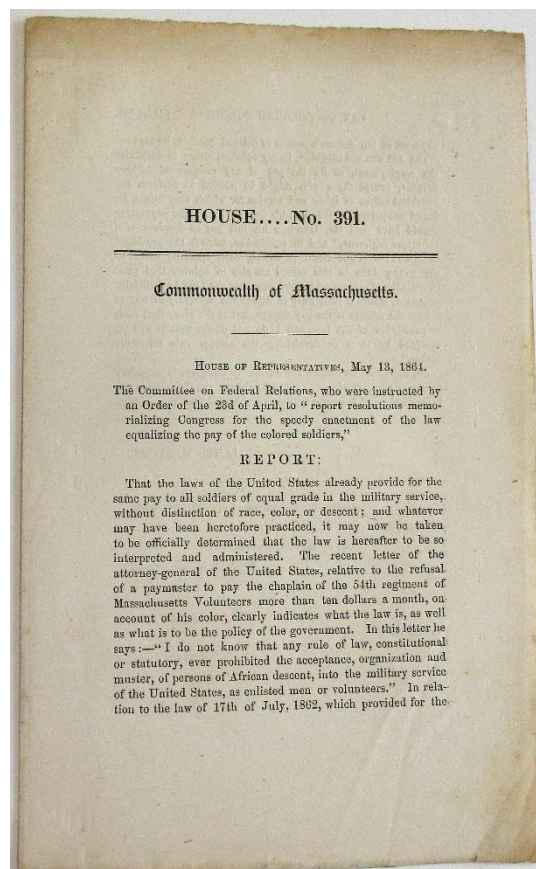 HOUSE....No. 391.
Commonwealth of Massachusetts.
House of Representatives, May 13, 1864.
The Committee on Federal Relations, who were instructed by
an Order of the 23d of April, to “ report resolutions memo-
rializing Congress for the speedy enactment of the law
equalizing the pay of the colored soldiers,”
REPORT:
That the laws of the United States already provide for the
same pay to all soldiers of equal grade in the military service,
without distinction of race, color, or descent ; and whatever
may have been heretofore practiced, it may now be taken
to be officially determined that the law is hereafter to be so
interpreted and administered. The recent letter of the
attorney-general of the United States, relative to the refusal
of a paymaster to pay the chaplain of the 54th regiment of
Massachusetts Volunteers more than ten dollars a month, on
account of his color, clearly indicates what the law is, as well
as what is to be the policy of the government. In this letter he
says :—“ I do not know that any rule of law, constitutional
or statutory, ever prohibited the acceptance, organization and
muster, of persons of African descent, into the military service
of the United States, as enlisted men or volunteers.” In rela-
tion to the law of 17th of July, 1862, which provided for the